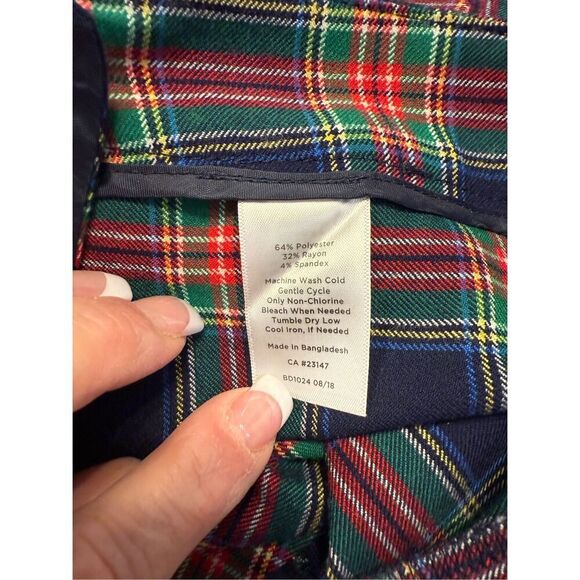 64% Polyester
32% Rayon
4% Spandex
Machine Wash Cold
Gentle Cycle
Only Non-Chlorine
Bleach When Needed
Tumble Dry Low
Cool Iron, If Needed
Made in Bangladesh
CA #23147
BD1024 08/18